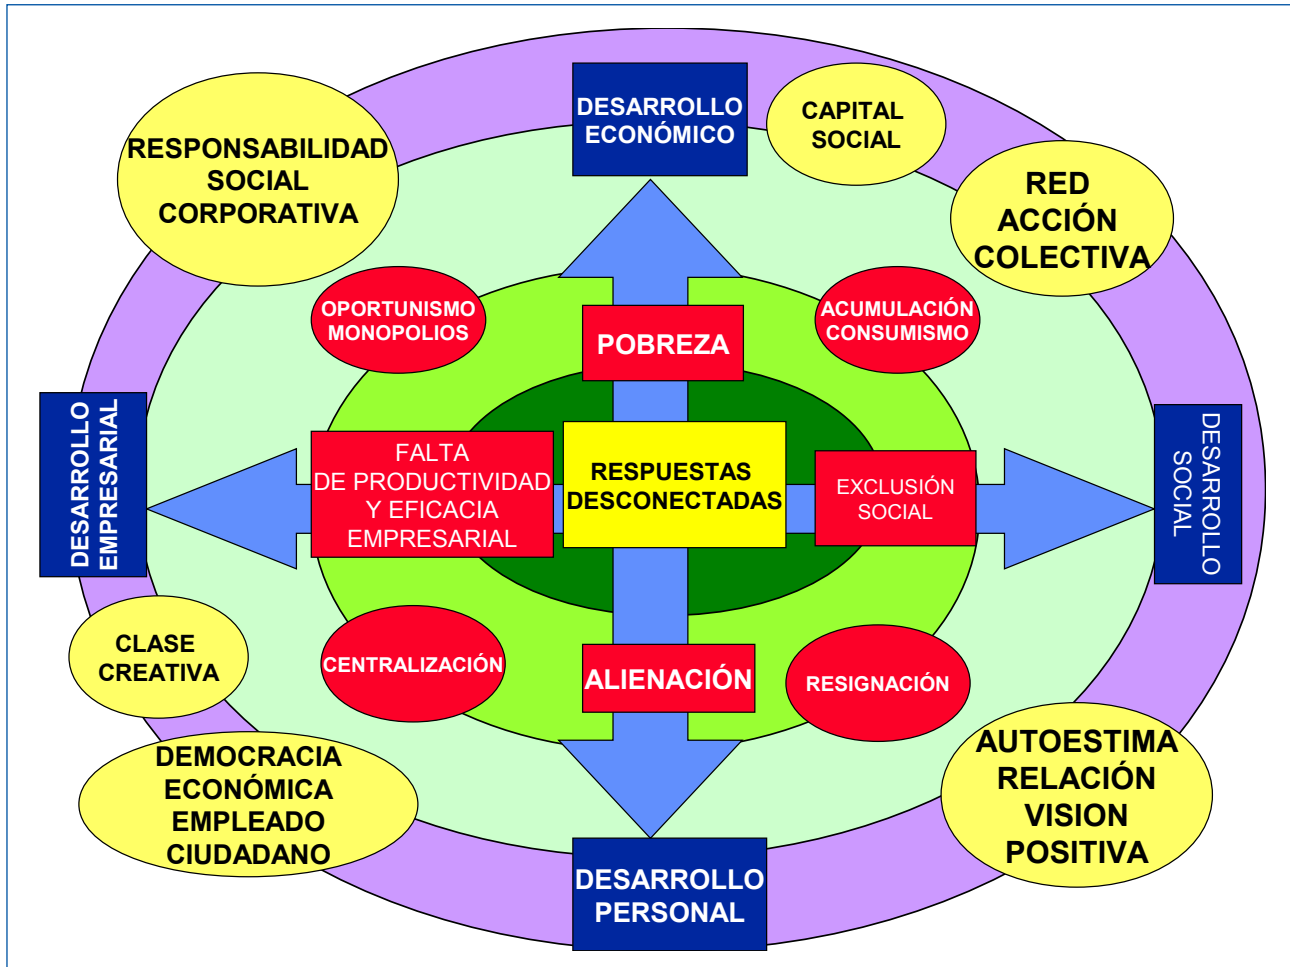 DESARROLLO
ECONÓMICO
CAPITAL
SOCIAL
RESPONSABILIDAD
SOCIAL
CORPORATIVA
RED
ACCIÓN
COLECTIVA
OPORTUNISMO
MONOPOLIOS
POBREZA
ACUMULACIÓN
CONSUMISMO
DESARROLLO
EMPRESARIAL
FALTA
DE PRODUCTIVIDAD
Y EFICACIA
EMPRESARIAL
RESPUESTAS
DESCONECTADAS
EXCLUSIÓN
SOCIAL
DESARROLLO
SOCIAL
CLASE
CREATIVA
CENTRALIZACIÓN
ALIENACIÓN
RESIGNACIÓN
DEMOCRACIA
ECONÓMICA
EMPLEADO
CIUDADANO
AUTOESTIMA
RELACIÓN
VISION
POSITIVA
DESARROLLO
PERSONAL